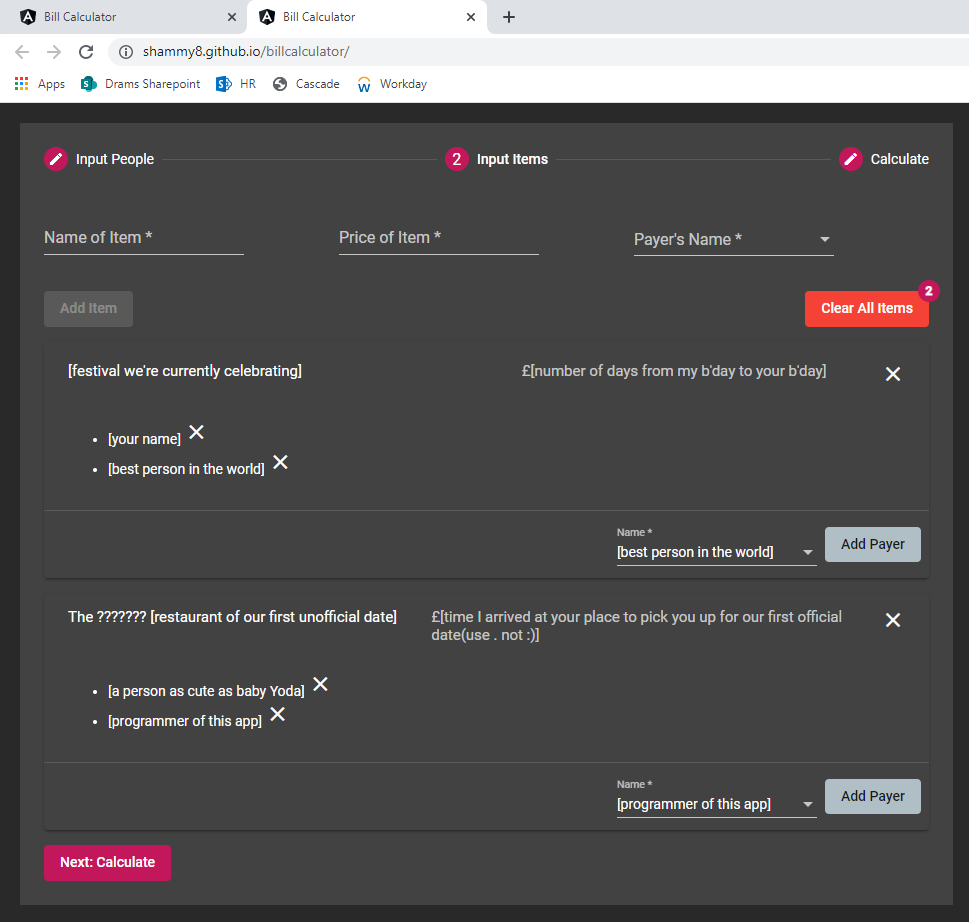 Bill Calculator
Bill Calculator
shammy8.github.io/billcalculator/
Apps Drams Sharepoint HR Cascade Workday
Input People 2 Input Items Calculate
Name of Item * Price of Item * Payer's Name *
Add Item Clear All Items 2
[festival we're currently celebrating] £[number of days from my b'day to your b'day]
[your name]
[best person in the world]
Name *
[best person in the world] Add Payer
The ??????? [restaurant of our first unofficial date] £[time I arrived at your place to pick you up for our first official
date(use . not :)]
[a person as cute as baby Yoda]
[programmer of this app]
Name *
[programmer of this app] Add Payer
Next: Calculate